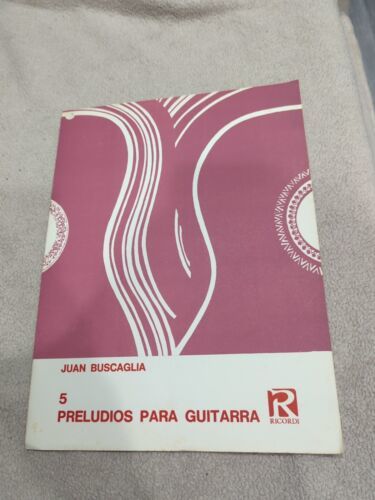 JUAN BUSCAGLIA
5
PRELUDIOS PARA GUITARRA
R
RICORDI